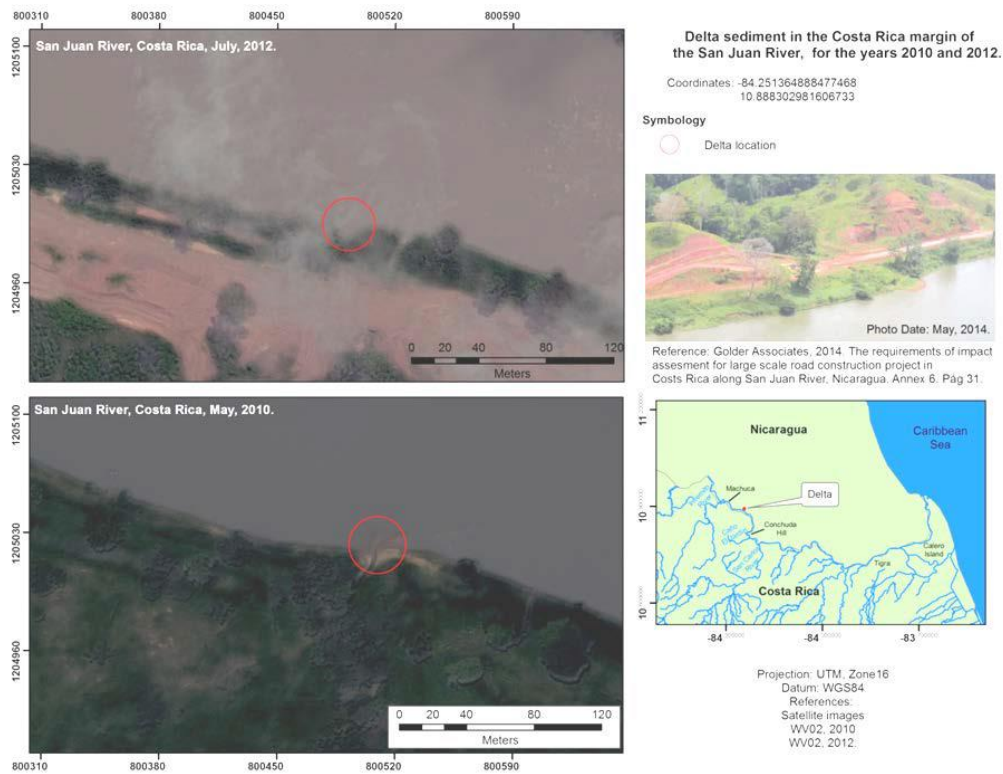 800310
800380
800450
800520
800590
1205100
1205030
1204960
San Juan River, Costa Rica, July, 2012.
0 20 40 80 120
Meters
San Juan River, Costa Rica, May, 2010.
1205100
1205030
1204960
0 20 40 80 120
Meters
800310
800380
800450
800520
800590
Delta sediment in the Costa Rica margin of
the San Juan River, for the years 2010 and 2012.
Coordinates: -84.251364888477468
10.888302981606733
Symbology
Delta location
Photo Date: May, 2014.
Reference: Golder Associates, 2014. The requirements of impact
assesment for large scale road construction project in
Costs Rica along San Juan River, Nicaragua. Annex 6. Pág 31.
Nicaragua
Caribbean
Sea
Machuca
Delta
Conchuda
Hill
Calero
Island
Tigra
Costa Rica
Projection: UTM, Zone16
Datum: WGS84
References:
Satellite images
WV02, 2010
WV02, 2012.